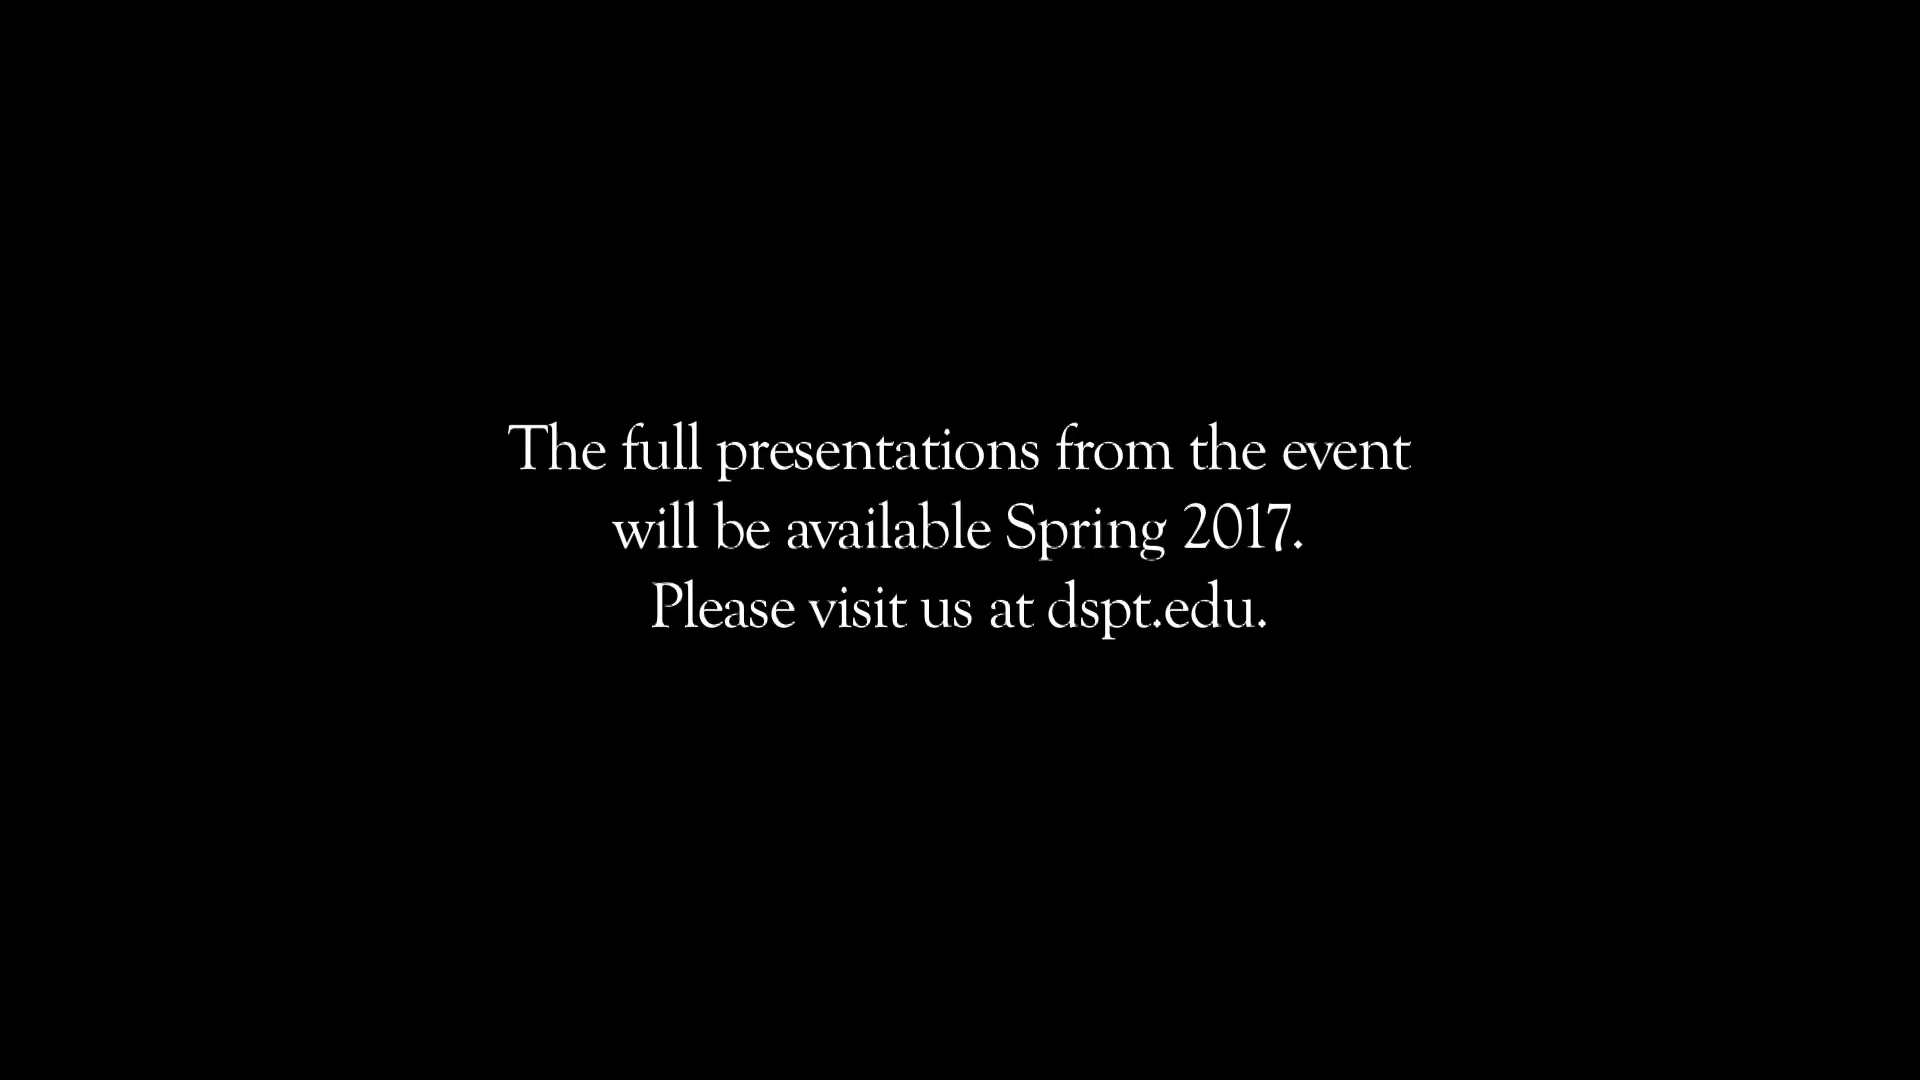 The full presentations from the event
will be available Spring 2017.
Please visit us at dspt.edu.